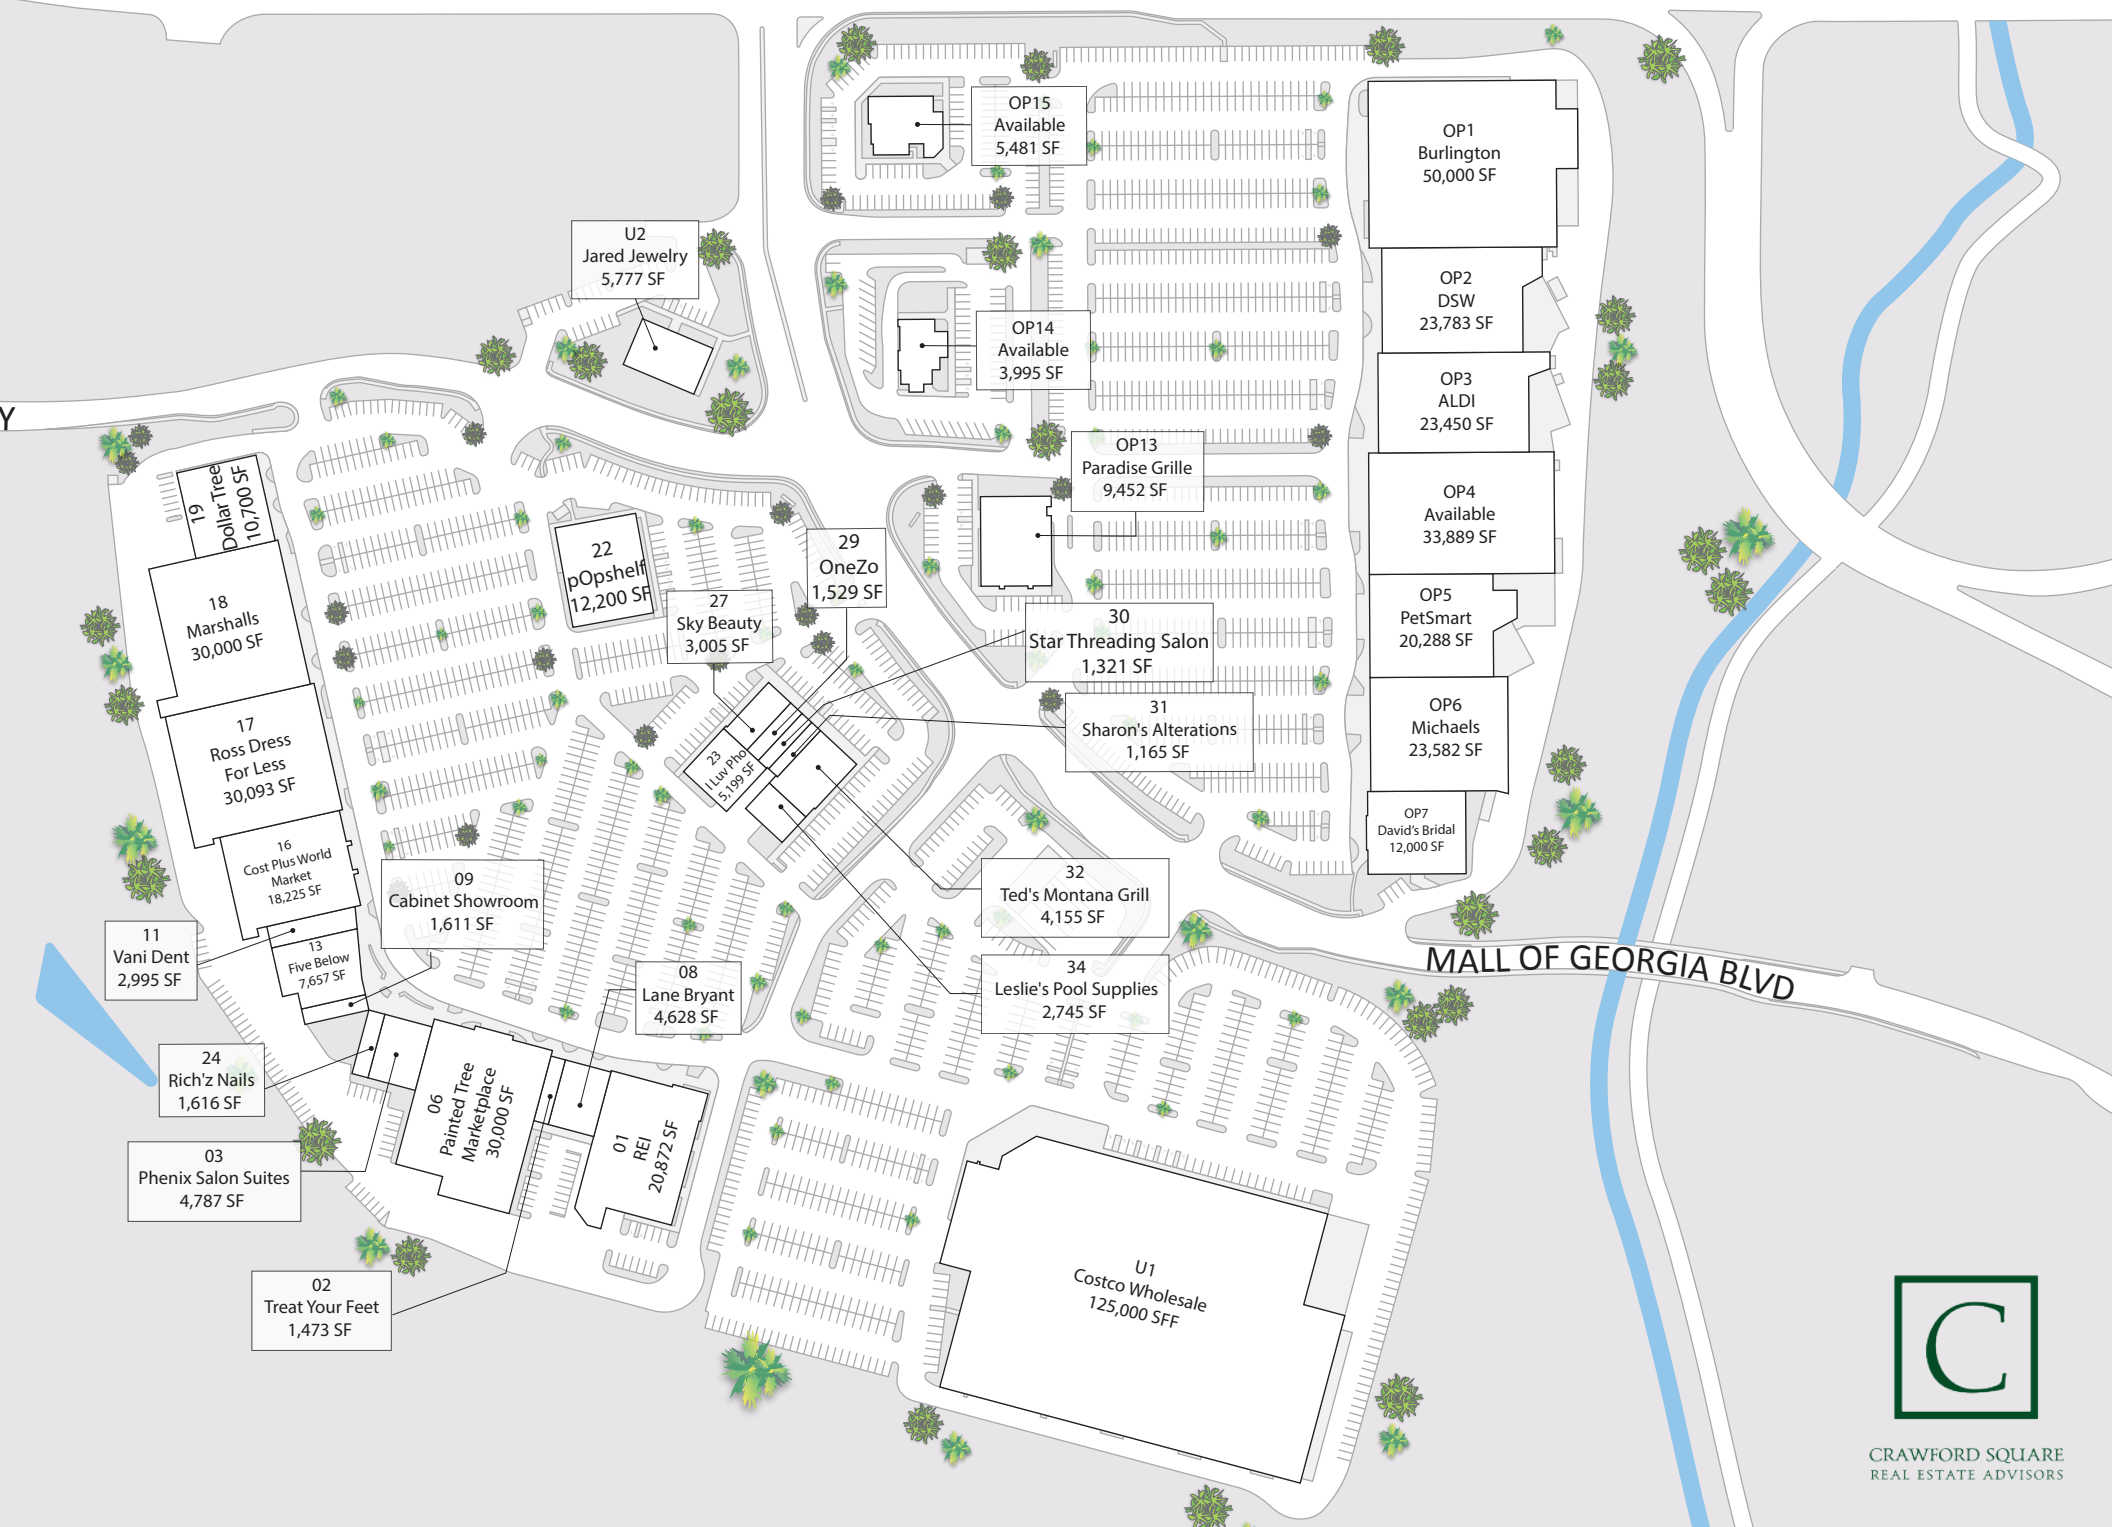 OP15
Available
5,481 SF
OP1
Burlington
50,000 SF
U2
Jared Jewelry
5,777 SF
OP2
DSW
23,783 SF
OP14
Available
3,995 SF
OP3
ALDI
23,450 SF
Y
OP13
Paradise Grille
9,452 SF
19
Dollar Tree
10,700 SF
OP4
Available
33,889 SF
22
pOpshelf
12,200 SF
29
OneZo
1,529 SF
18
Marshalls
30,000 SF
27
Sky Beauty
3,005 SF
30
Star Threading Salon
1,321 SF
OP5
PetSmart
20,288 SF
17
Ross Dress
For Less
30,093 SF
23
I Luv Pho
5,199 SF
31
Sharon's Alterations
1,165 SF
OP6
Michaels
23,582 SF
OP7
David's Bridal
12,000 SF
16
Cost Plus World
Market
18,225 SF
09
Cabinet Showroom
1,611 SF
32
Ted's Montana Grill
4,155 SF
11
Vani Dent
2,995 SF
13
Five Below
7,657 SF
08
Lane Bryant
4,628 SF
34
Leslie's Pool Supplies
2,745 SF
MALL OF GEORGIA BLVD
24
Rich'z Nails
1,616 SF
06
Painted Tree
Marketplace
30,000 SF
01
REI
20,872 SF
03
Phenix Salon Suites
4,787 SF
02
Treat Your Feet
1,473 SF
U1
Costco Wholesale
125,000 SFF
C
CRAWFORD SQUARE
REAL ESTATE ADVISORS